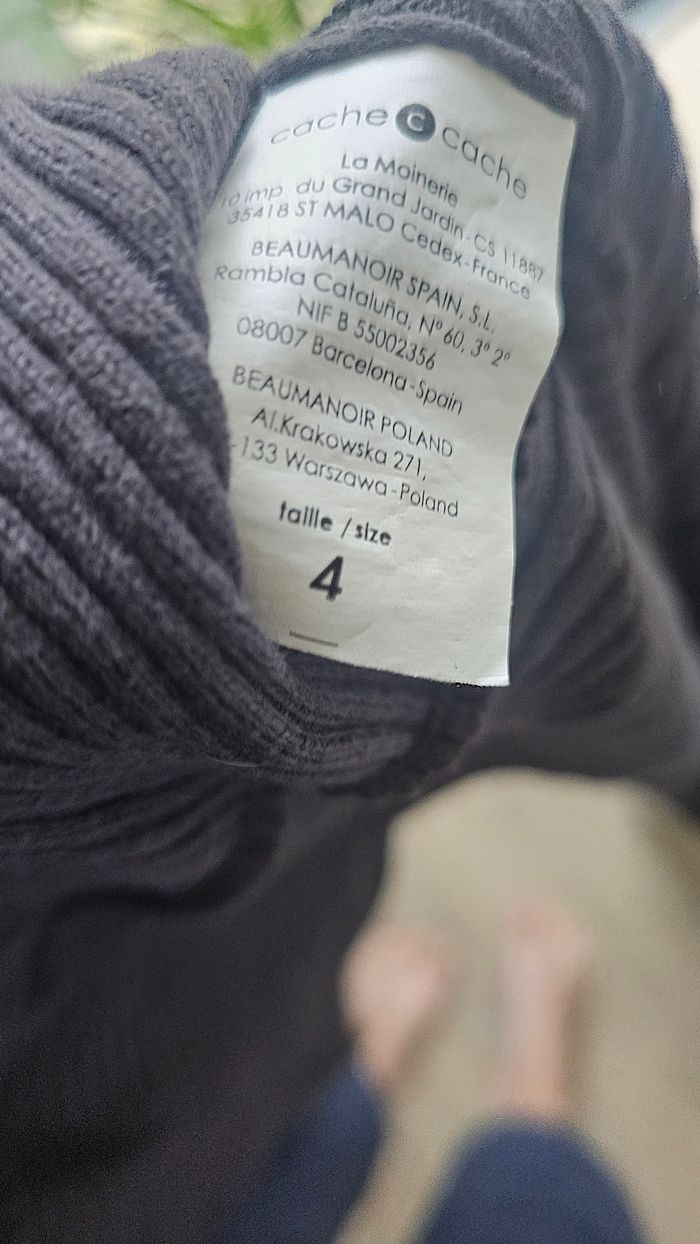 cache c cache
La Moinerie
10 imp. du Grand Jardin-CS 11887
35418 ST MALO Cedex-France
BEAUMANOIR SPAIN, S.L.
Rambla Cataluña, Nº 60, 3º 2º
NIF B 55002356
08007 Barcelona-Spain
BEAUMANOIR POLAND
Al.Krakowska 271,
-133 Warszawa-Poland
taille / size
4